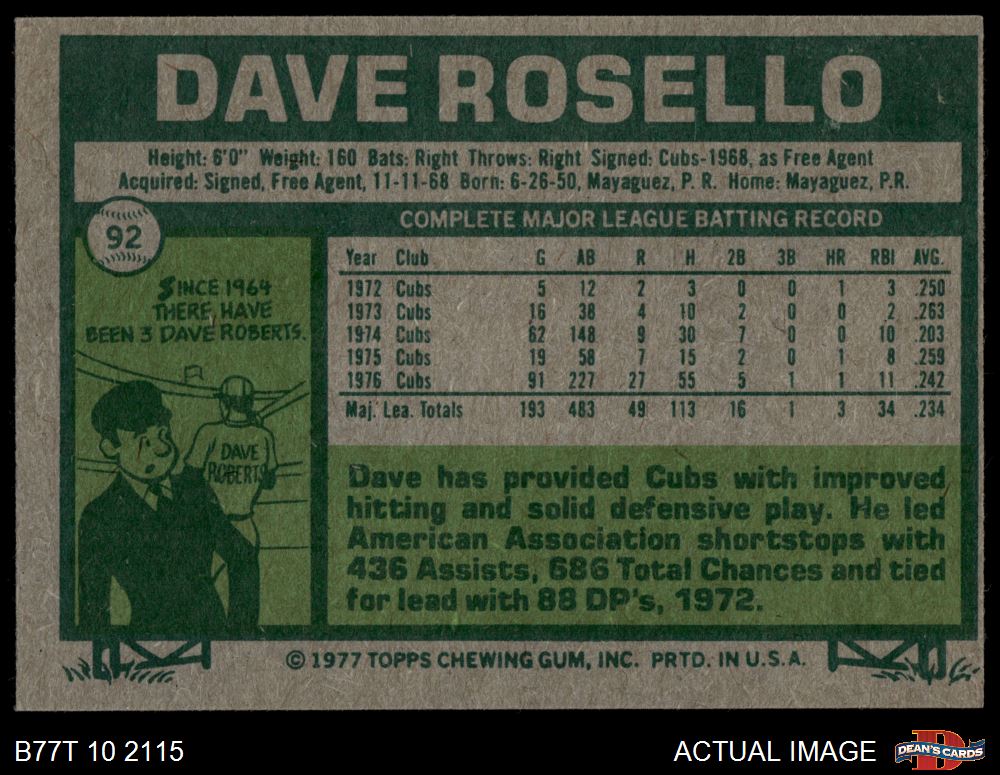 DAVE ROSELLO
Height: 6'0" Weight: 160 Bats: Right Throws: Right Signed: Cubs-1968, as Free Agent
Acquired: Signed, Free Agent, 11-11-68 Born: 6-26-50, Mayaguez, P. R. Home: Mayaguez, P.R.
92
SINCE 1964
THERE HAVE
BEEN 3 DAVE ROBERTS.
DAVE
ROBERTS
COMPLETE MAJOR LEAGUE BATTING RECORD
Year Club G AB R H 2B 3B HR RBI AVG.
1972 Cubs 5 12 2 3 0 0 1 3 .250
1973 Cubs 16 38 4 10 2 0 0 2 .263
1974 Cubs 62 148 9 30 7 0 0 10 .203
1975 Cubs 19 58 7 15 2 0 1 8 .259
1976 Cubs 91 227 27 55 5 1 1 11 .242
Maj. Lea. Totals 193 483 49 113 16 1 3 34 .234
Dave has provided Cubs with improved
hitting and solid defensive play. He led
American Association shortstops with
436 Assists, 686 Total Chances and tied
for lead with 88 DP's, 1972.
© 1977 TOPPS CHEWING GUM, INC. PRTD. IN U.S.A.
B77T 10 2115
ACTUAL IMAGE
D
DEAN'S CARDS